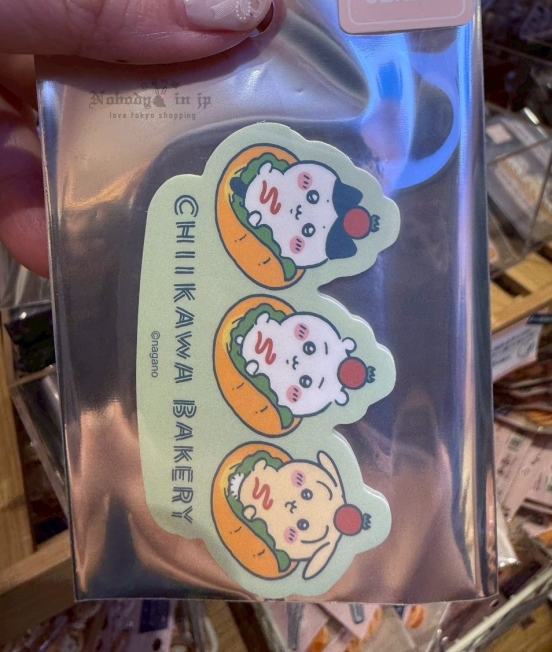 Nobody in jp
love tokyo shopping
CHIIKAWA BAKERY
©nagano